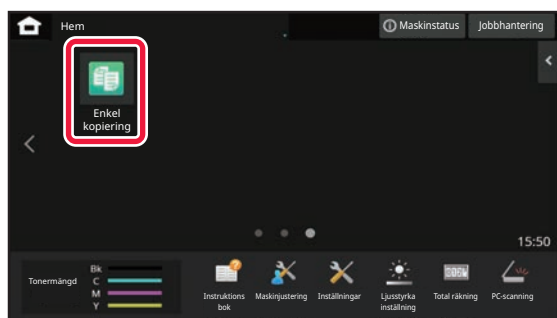 Hem
Maskinstatus
Jobbhantering
Enkel
kopiering
15:50
Tonermängd
Bk
C
M
Y
Instruktions
bok
Maskinjustering
Inställningar
Ljusstyrka
inställning
Total räkning
PC-scanning